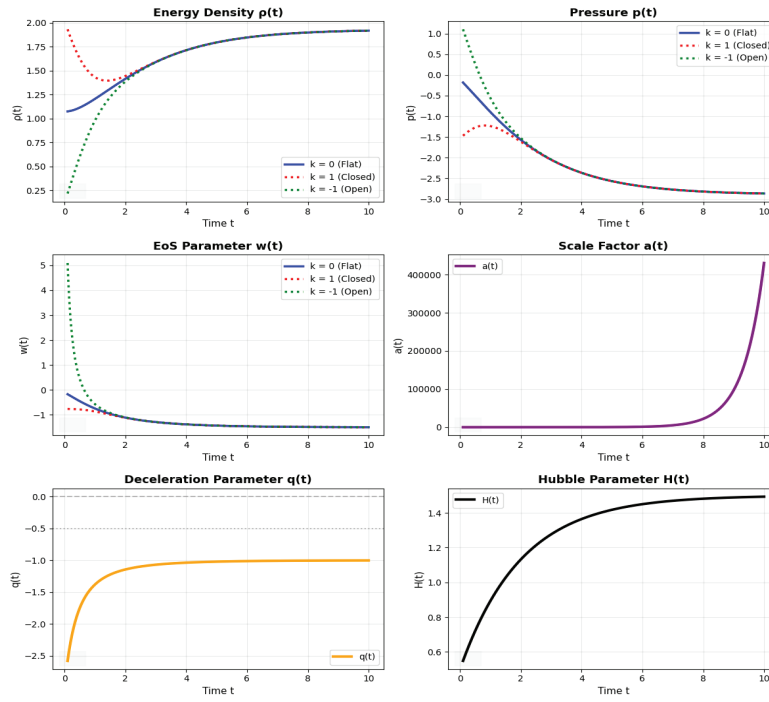 Energy Density ρ(t)
2.00
1.75
1.50
1.25
1.00
0.75
0.50
0.25
ρ(t)
k = 0 (Flat)
k = 1 (Closed)
k = -1 (Open)
0 2 4 6 8 10
Time t
Pressure p(t)
1.0
0.5
0.0
−0.5
−1.0
−1.5
−2.0
−2.5
−3.0
p(t)
k = 0 (Flat)
k = 1 (Closed)
k = -1 (Open)
0 2 4 6 8 10
Time t
EoS Parameter w(t)
5
4
3
2
1
0
−1
w(t)
k = 0 (Flat)
k = 1 (Closed)
k = -1 (Open)
0 2 4 6 8 10
Time t
Scale Factor a(t)
400000
300000
200000
100000
0
a(t)
a(t)
0 2 4 6 8 10
Time t
Deceleration Parameter q(t)
0.0
−0.5
−1.0
−1.5
−2.0
−2.5
q(t)
q(t)
0 2 4 6 8 10
Time t
Hubble Parameter H(t)
1.4
1.2
1.0
0.8
0.6
H(t)
H(t)
0 2 4 6 8 10
Time t